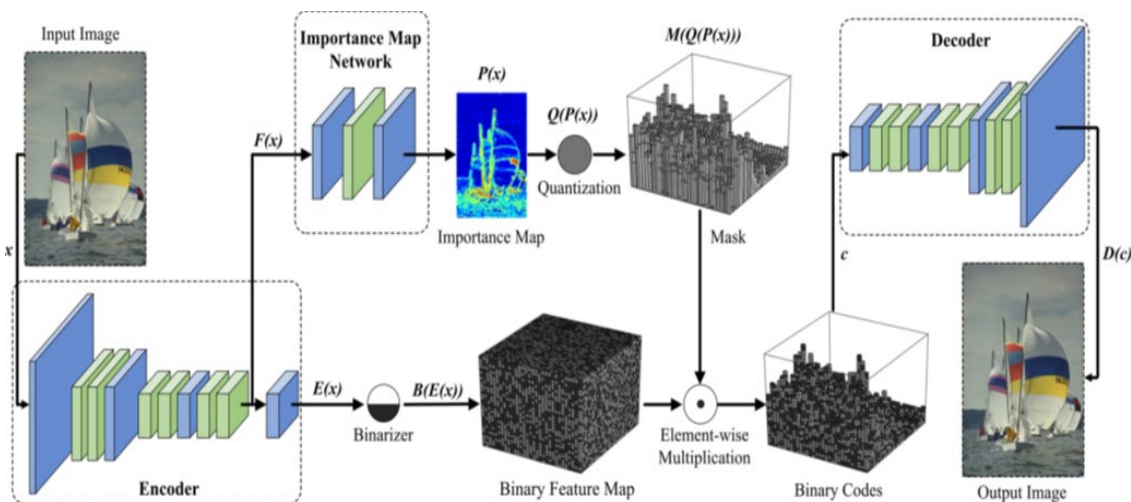 Input Image
x
Encoder
F(x)
Importance Map
Network
P(x)
Importance Map
Q(P(x))
Quantization
M(Q(P(x)))
Mask
E(x)
Binarizer
B(E(x))
Binary Feature Map
Element-wise
Multiplication
Binary Codes
c
Decoder
D(c)
Output Image